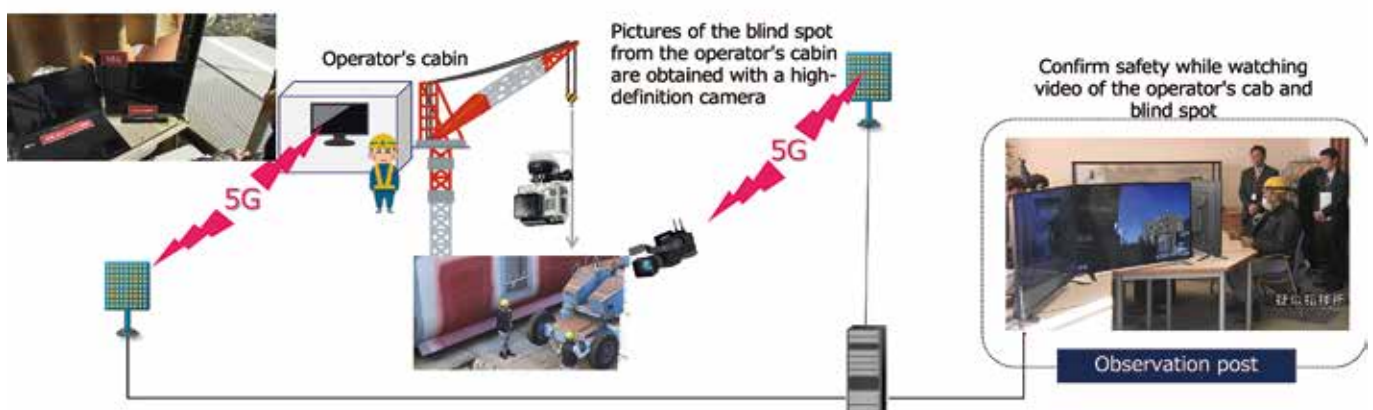 Operator's cabin
Pictures of the blind spot
from the operator's cabin
are obtained with a high-
definition camera
5G
5G
Confirm safety while watching
video of the operator's cab and
blind spot
Observation post